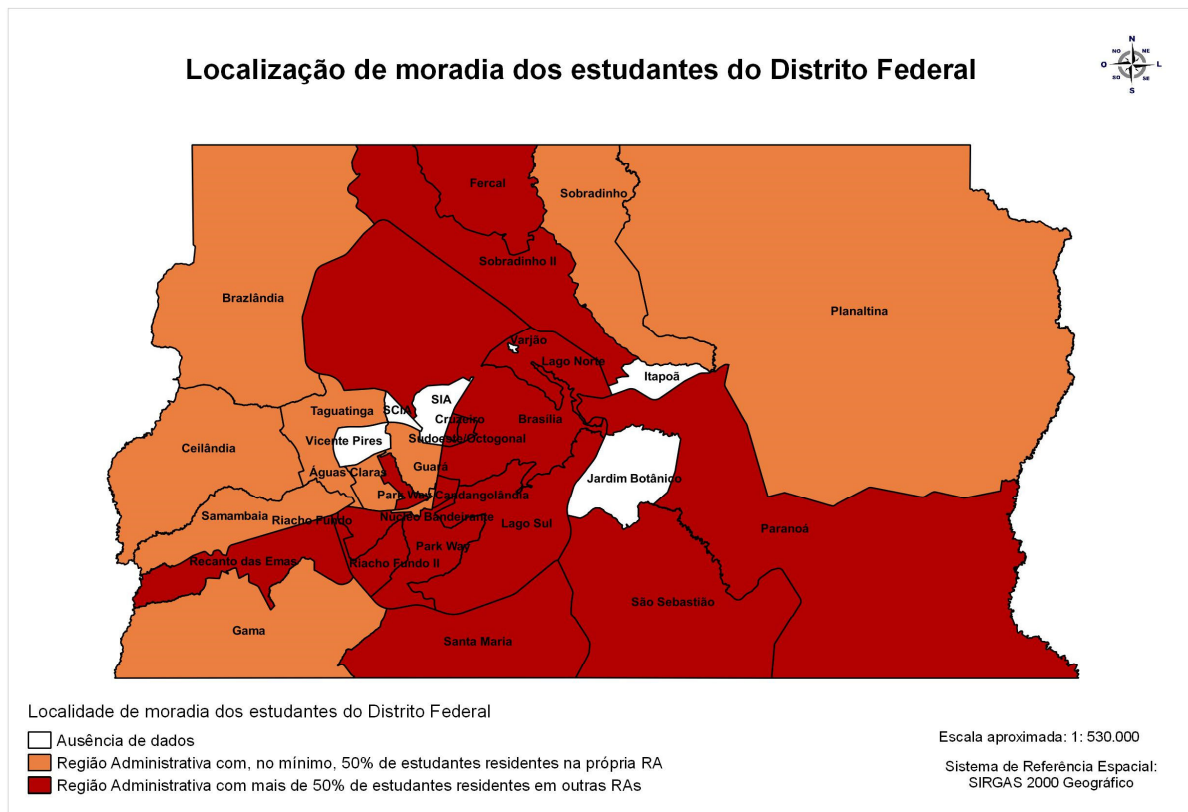 Localização de moradia dos estudantes do Distrito Federal
N
NO NE
O L
SO SE
S
Fercal
Sobradinho
Sobradinho II
Brazlândia
Planaltina
Varjão
Lago Norte
Itapoã
SIA
Taguatinga
SCIA
Cruzeiro
Brasília
Vicente Pires
Sudoeste/Octogonal
Ceilândia
Águas Claras
Guará
Jardim Botânico
Park Way
Candangolândia
Samambaia
Riacho Fundo
Núcleo Bandeirante
Lago Sul
Paranoá
Park Way
Recanto das Emas
Riacho Fundo II
São Sebastião
Gama
Santa Maria
Localidade de moradia dos estudantes do Distrito Federal
Ausência de dados
Região Administrativa com, no mínimo, 50% de estudantes residentes na própria RA
Região Administrativa com mais de 50% de estudantes residentes em outras RAs
Escala aproximada: 1: 530.000
Sistema de Referência Espacial:
SIRGAS 2000 Geográfico